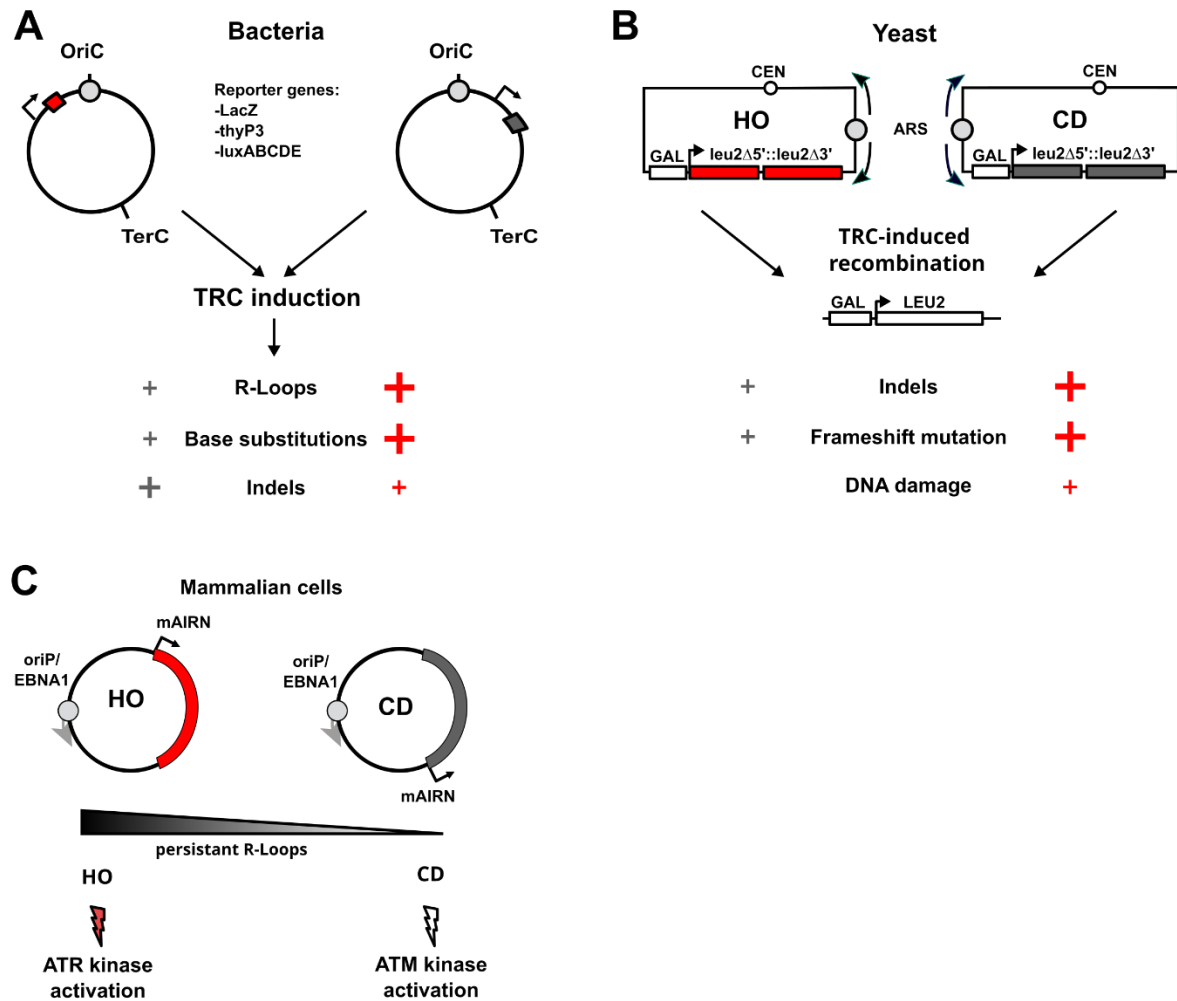 A
Bacteria
OriC
OriC
Reporter genes:
-LacZ
-thyP3
-luxABCDE
TerC
TerC
TRC induction
+ R-Loops +
+ Base substitutions +
+ Indels +
B
Yeast
CEN
CEN
HO
ARS
CD
GAL
leu2Δ5'::leu2Δ3'
GAL
leu2Δ5'::leu2Δ3'
TRC-induced
recombination
GAL
LEU2
+ Indels +
+ Frameshift mutation +
DNA damage +
C
Mammalian cells
mAIRN
oriP/
EBNA1
HO
oriP/
EBNA1
CD
mAIRN
persistant R-Loops
HO
CD
ATR kinase
activation
ATM kinase
activation